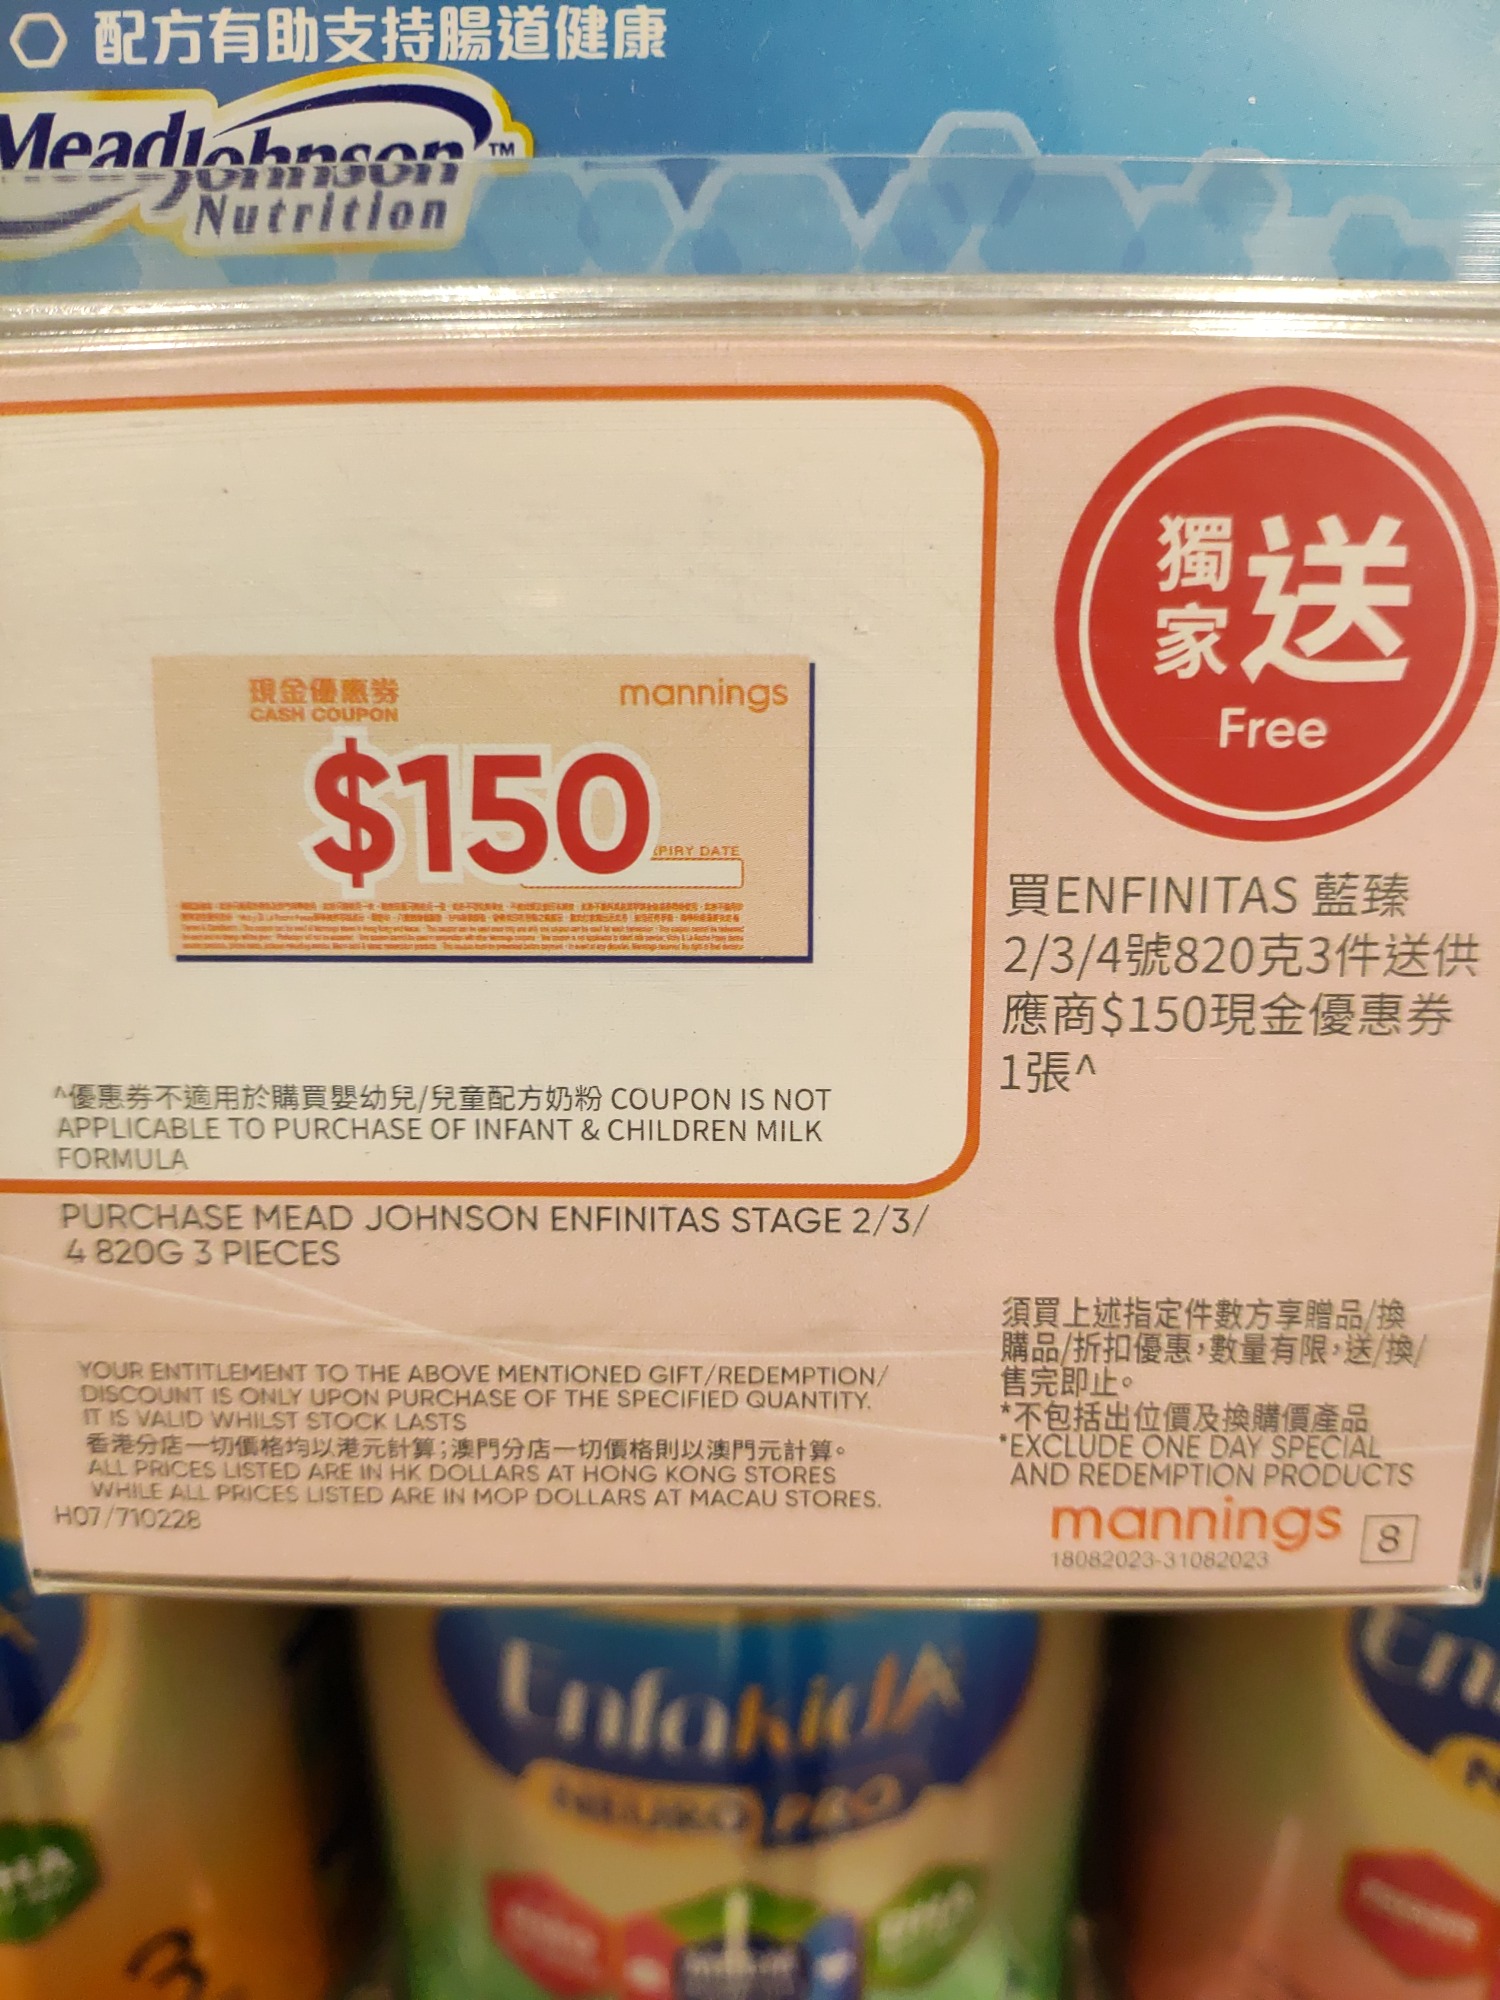 配方有助支持腸道健康
MeadJohnson™
Nutrition
獨家送
Free
現金優惠券
CASH COUPON
mannings
$150
PIRY DATE
^優惠券不適用於購買嬰幼兒/兒童配方奶粉 COUPON IS NOT
APPLICABLE TO PURCHASE OF INFANT & CHILDREN MILK
FORMULA
買ENFINITAS 藍臻
2/3/4號820克3件送供
應商$150現金優惠券
1張^
PURCHASE MEAD JOHNSON ENFINITAS STAGE 2/3/
4 820G 3 PIECES
YOUR ENTITLEMENT TO THE ABOVE MENTIONED GIFT/REDEMPTION/
DISCOUNT IS ONLY UPON PURCHASE OF THE SPECIFIED QUANTITY.
IT IS VALID WHILST STOCK LASTS
香港分店一切價格均以港元計算;澳門分店一切價格則以澳門元計算。
ALL PRICES LISTED ARE IN HK DOLLARS AT HONG KONG STORES
WHILE ALL PRICES LISTED ARE IN MOP DOLLARS AT MACAU STORES.
H07/710228
須買上述指定件數方享贈品/換
購品/折扣優惠,數量有限,送/換/
售完即止。
*不包括出位價及換購價產品
*EXCLUDE ONE DAY SPECIAL
AND REDEMPTION PRODUCTS
mannings 8
18082023-31082023
EnfakidA
NEURO PRO
3